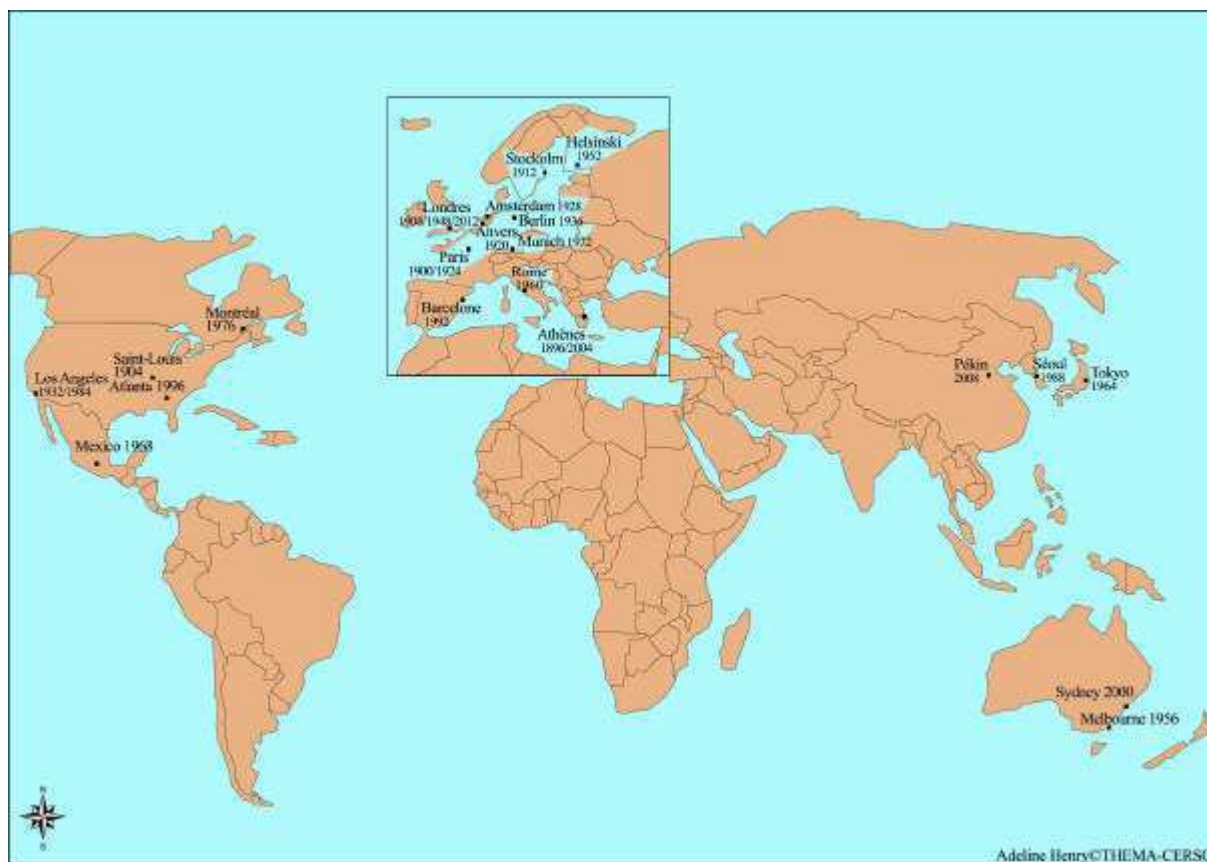 Helsinki
1952
Stockolm
1912
Londres
1908/1948/2012
Amsterdam 1928
Berlin 1936
Anvers
1920
Munich 1972
Paris
1900/1924
Rome
1960
Barcelone
1992
Athènes
1896/2004
Montréal
1976
Saint-Louis
1904
Los Angeles
1932/1984
Atlanta 1996
Mexico 1968
Pékin
2008
Séoul
1988
Tokyo
1964
Sydney 2000
Melbourne 1956
N
S
Adeline Henry©THEMA-CERSO